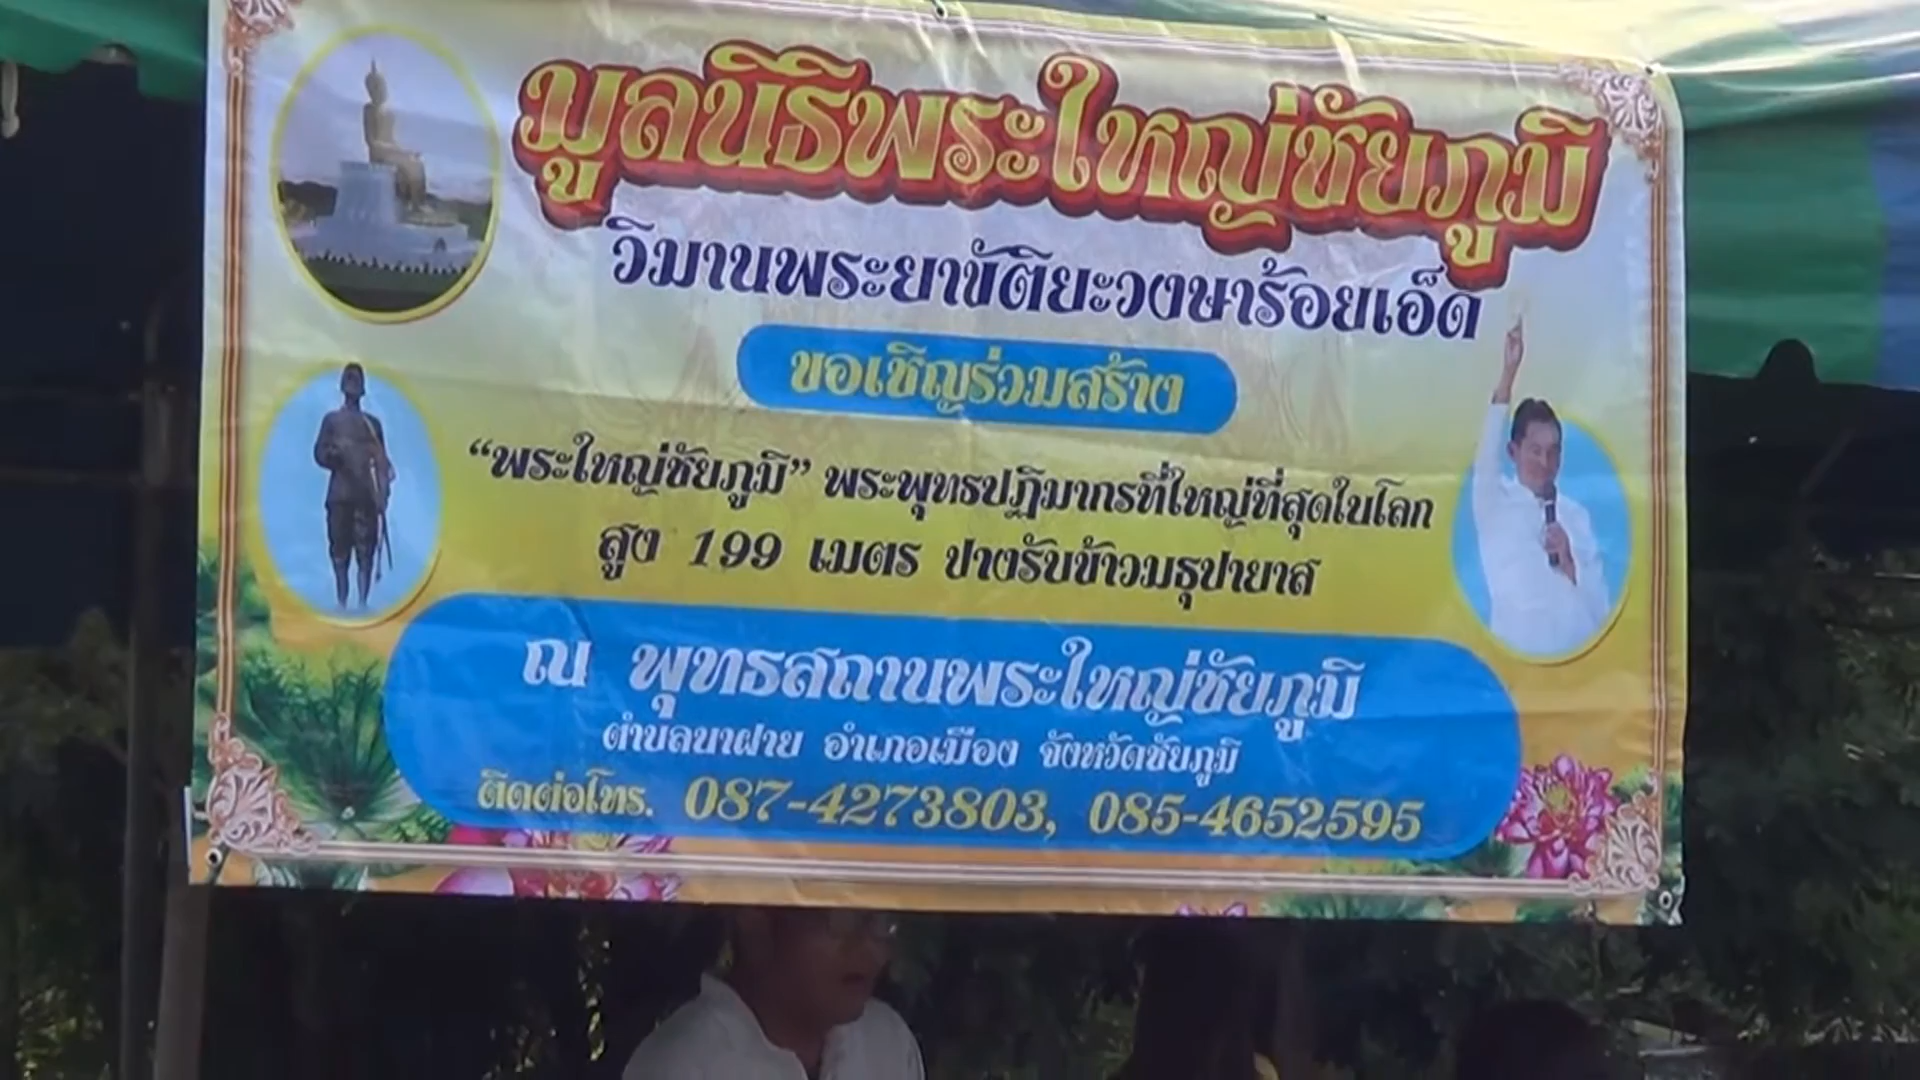 มูลนิธิพระใหญ่ชัยภูมิ
วิมานพระยาขัติยะวงษาร้อยเอ็ด
ขอเชิญร่วมสร้าง
“พระใหญ่ชัยภูมิ” พระพุทธปฏิมากรที่ใหญ่ที่สุดในโลก
สูง 199 เมตร ปางรับข้าวมธุปายาส
ณ พุทธสถานพระใหญ่ชัยภูมิ
ตำบลนาฝาย อำเภอเมือง จังหวัดชัยภูมิ
ติดต่อโทร. 087-4273803, 085-4652595